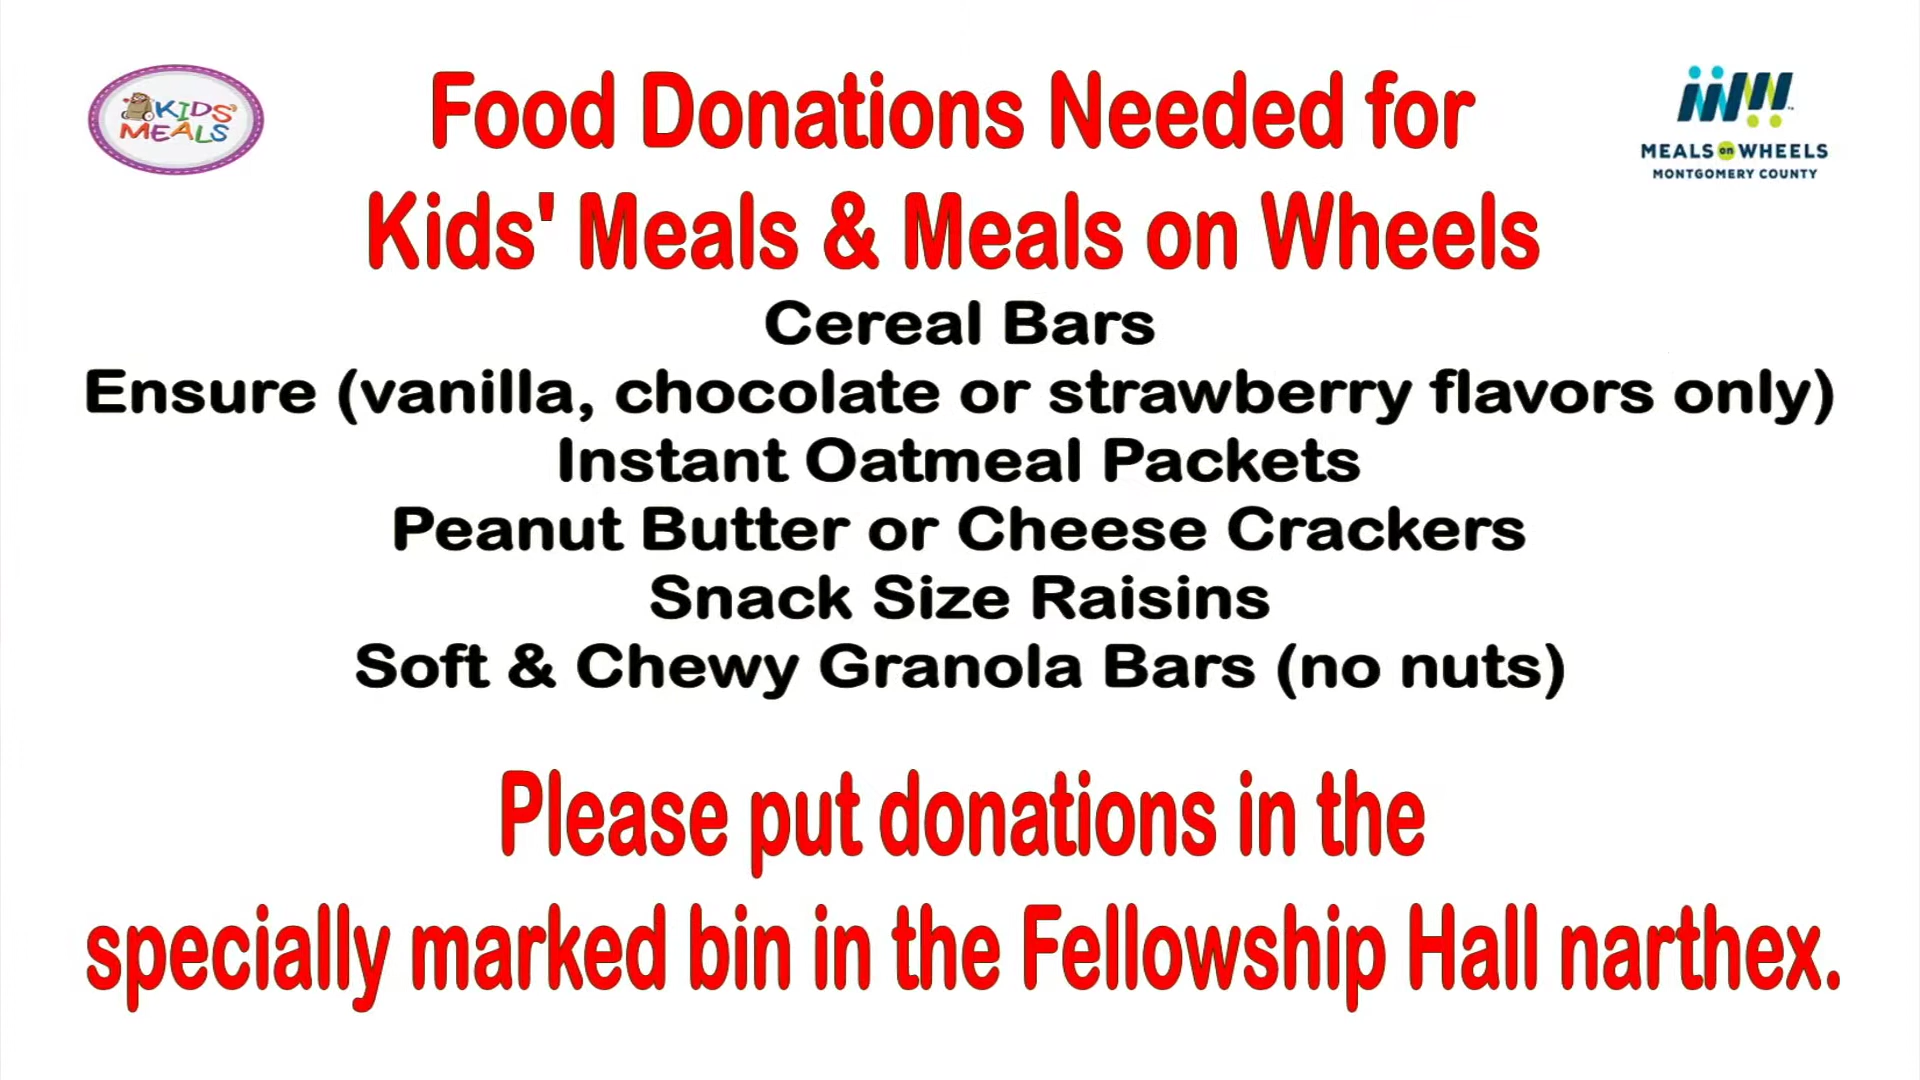 KIDS'
MEALS
Food Donations Needed for
Kids' Meals & Meals on Wheels
MEALS on WHEELS
MONTGOMERY COUNTY
Cereal Bars
Ensure (vanilla, chocolate or strawberry flavors only)
Instant Oatmeal Packets
Peanut Butter or Cheese Crackers
Snack Size Raisins
Soft & Chewy Granola Bars (no nuts)
Please put donations in the
specially marked bin in the Fellowship Hall narthex.